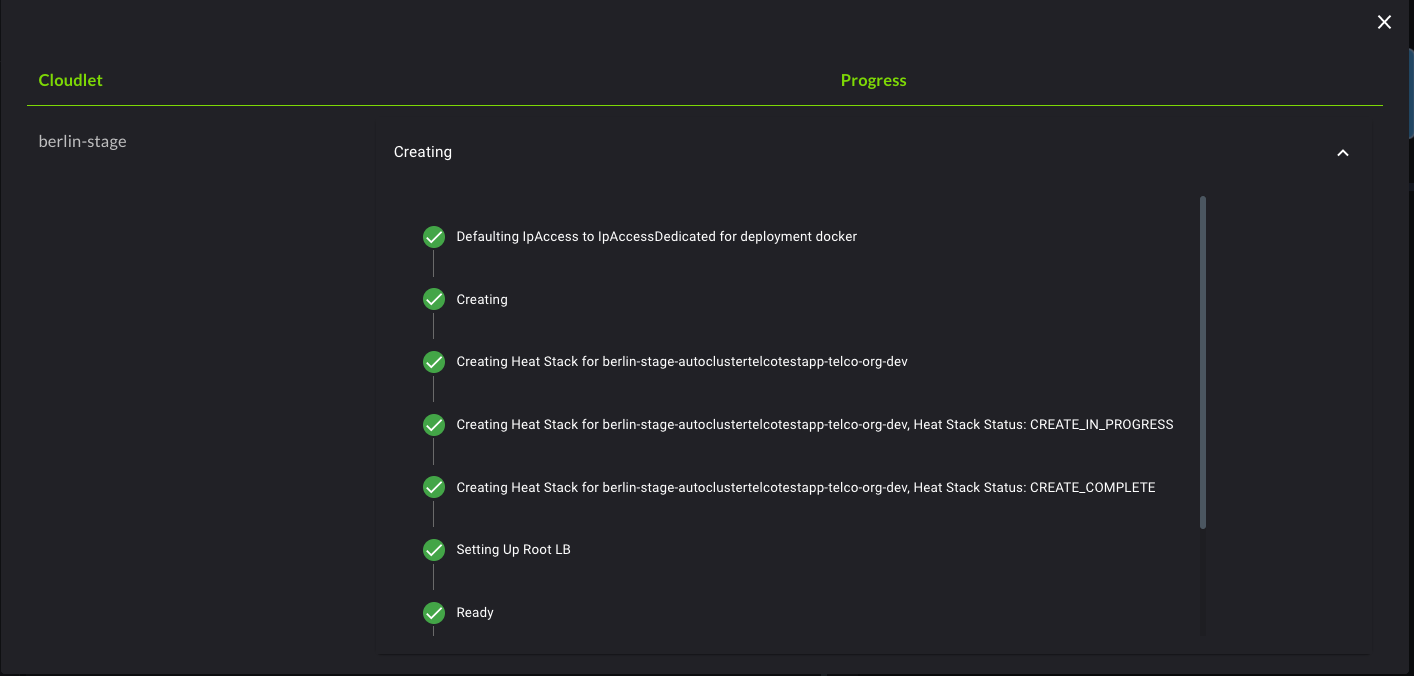 Cloudlet
Progress
berlin-stage
Creating
Defaulting IpAccess to IpAccessDedicated for deployment docker
Creating
Creating Heat Stack for berlin-stage-autoclustertelcotestapp-telco-org-dev
Creating Heat Stack for berlin-stage-autoclustertelcotestapp-telco-org-dev, Heat Stack Status: CREATE_IN_PROGRESS
Creating Heat Stack for berlin-stage-autoclustertelcotestapp-telco-org-dev, Heat Stack Status: CREATE_COMPLETE
Setting Up Root LB
Ready